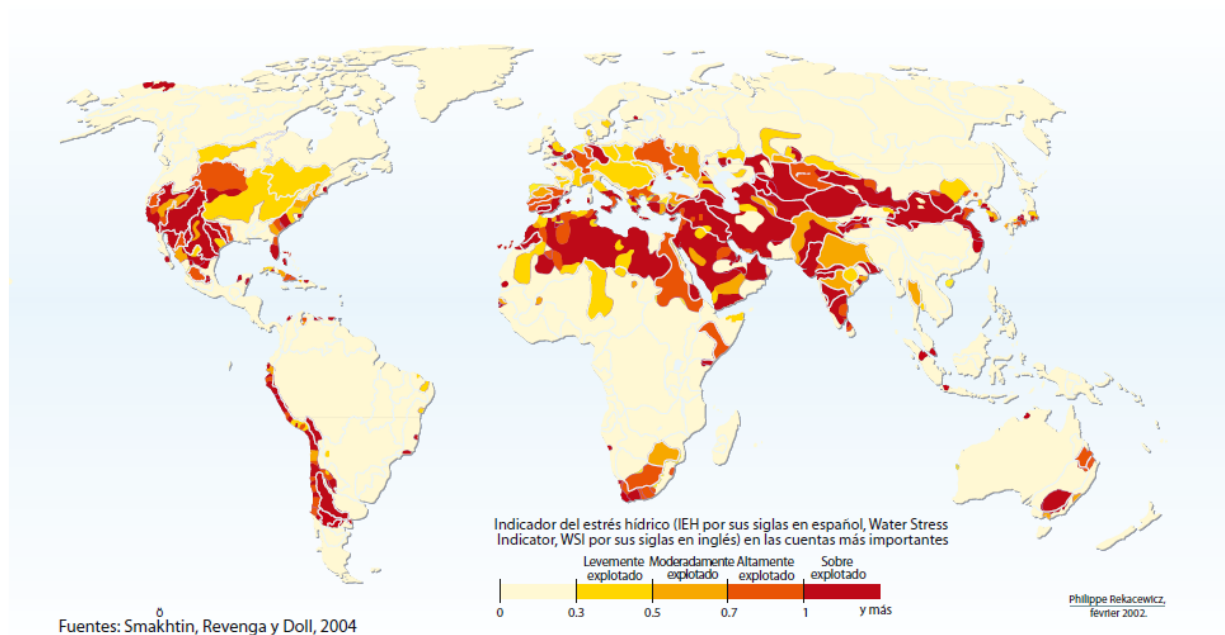 Indicador del estrés hídrico (IEH por sus siglas en español, Water Stress
Indicator, WSI por sus siglas en inglés) en las cuentas más importantes
Levemente explotado
Moderadamente explotado
Altamente explotado
Sobre explotado
0 0.3 0.5 0.7 1 y más
Philippe Rekacewicz,
février 2002.
0
Fuentes: Smakhtin, Revenga y Doll, 2004